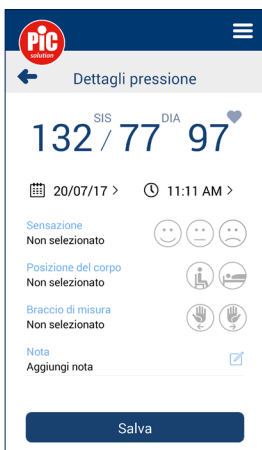 PiC
solution
Dettagli pressione
SIS DIA
132 / 77 97
20/07/17 > 11:11 AM >
Sensazione
Non selezionato
Posizione del corpo
Non selezionato
Braccio di misura
Non selezionato
Nota
Aggiungi nota
Salva